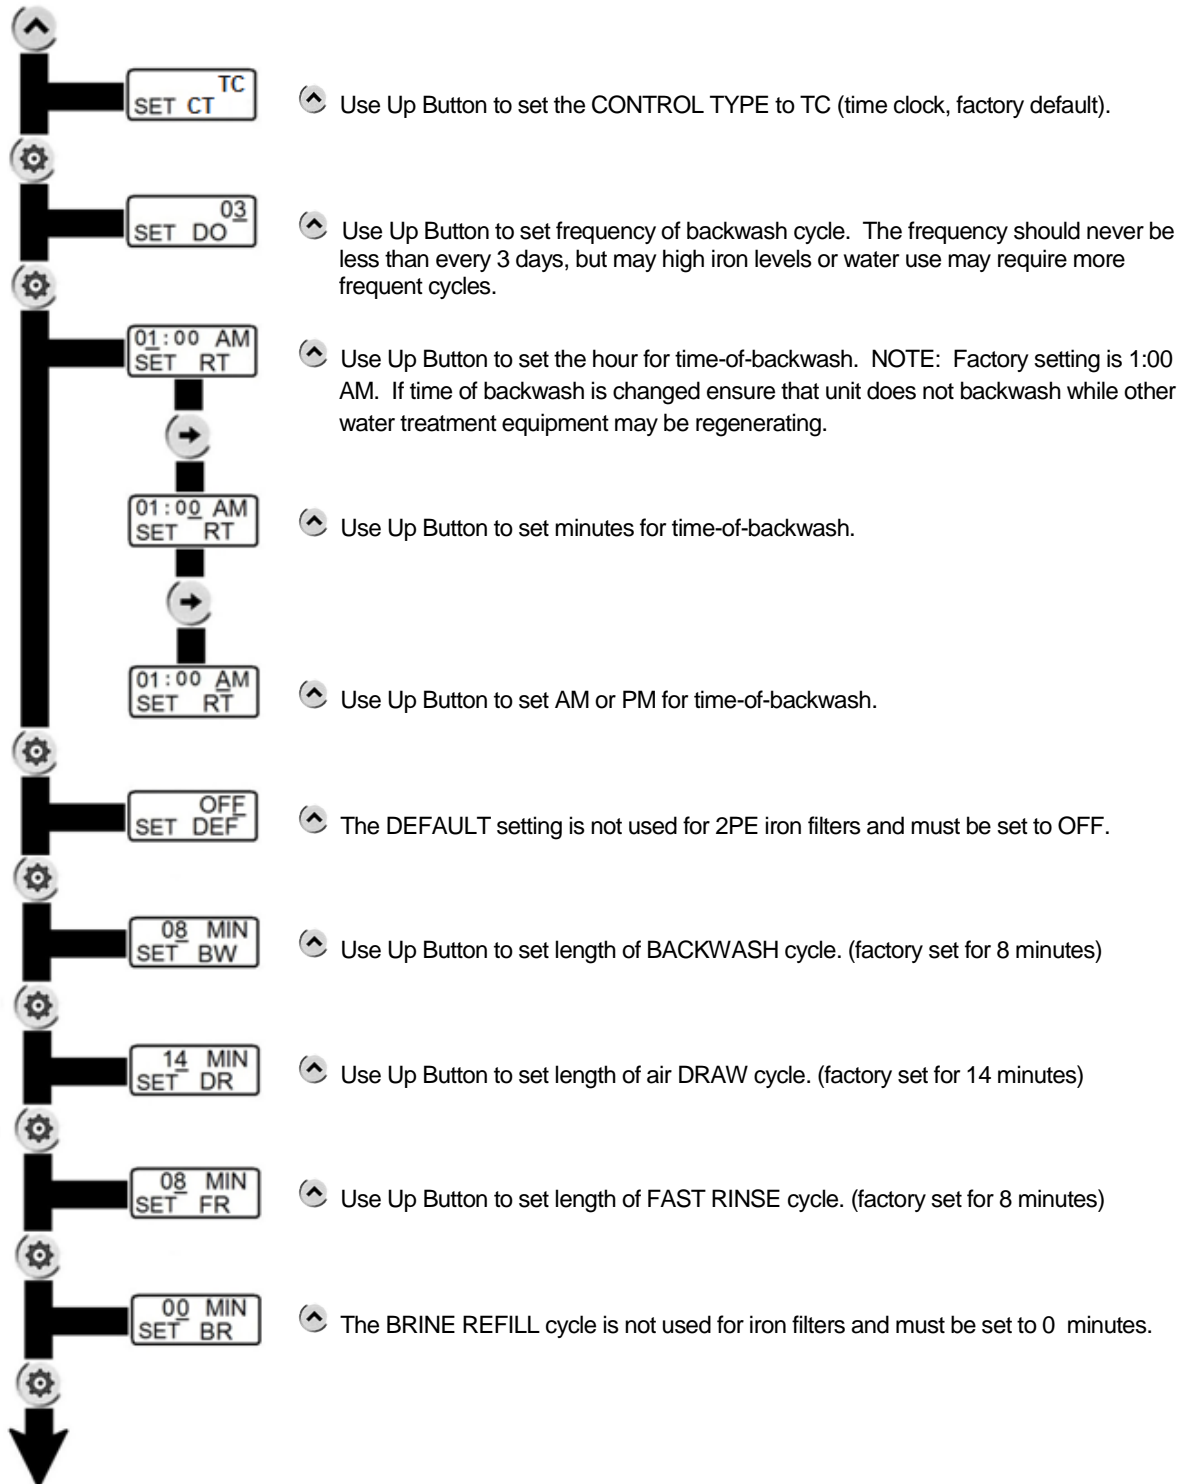 TC
SET CT
Use Up Button to set the CONTROL TYPE to TC (time clock, factory default).
03
SET DO
Use Up Button to set frequency of backwash cycle. The frequency should never be
less than every 3 days, but may high iron levels or water use may require more
frequent cycles.
01:00 AM
SET RT
Use Up Button to set the hour for time-of-backwash. NOTE: Factory setting is 1:00
AM. If time of backwash is changed ensure that unit does not backwash while other
water treatment equipment may be regenerating.
01:00 AM
SET RT
Use Up Button to set minutes for time-of-backwash.
01:00 AM
SET RT
Use Up Button to set AM or PM for time-of-backwash.
OFF
SET DEF
The DEFAULT setting is not used for 2PE iron filters and must be set to OFF.
08 MIN
SET BW
Use Up Button to set length of BACKWASH cycle. (factory set for 8 minutes)
14 MIN
SET DR
Use Up Button to set length of air DRAW cycle. (factory set for 14 minutes)
08 MIN
SET FR
Use Up Button to set length of FAST RINSE cycle. (factory set for 8 minutes)
00 MIN
SET BR
The BRINE REFILL cycle is not used for iron filters and must be set to 0 minutes.